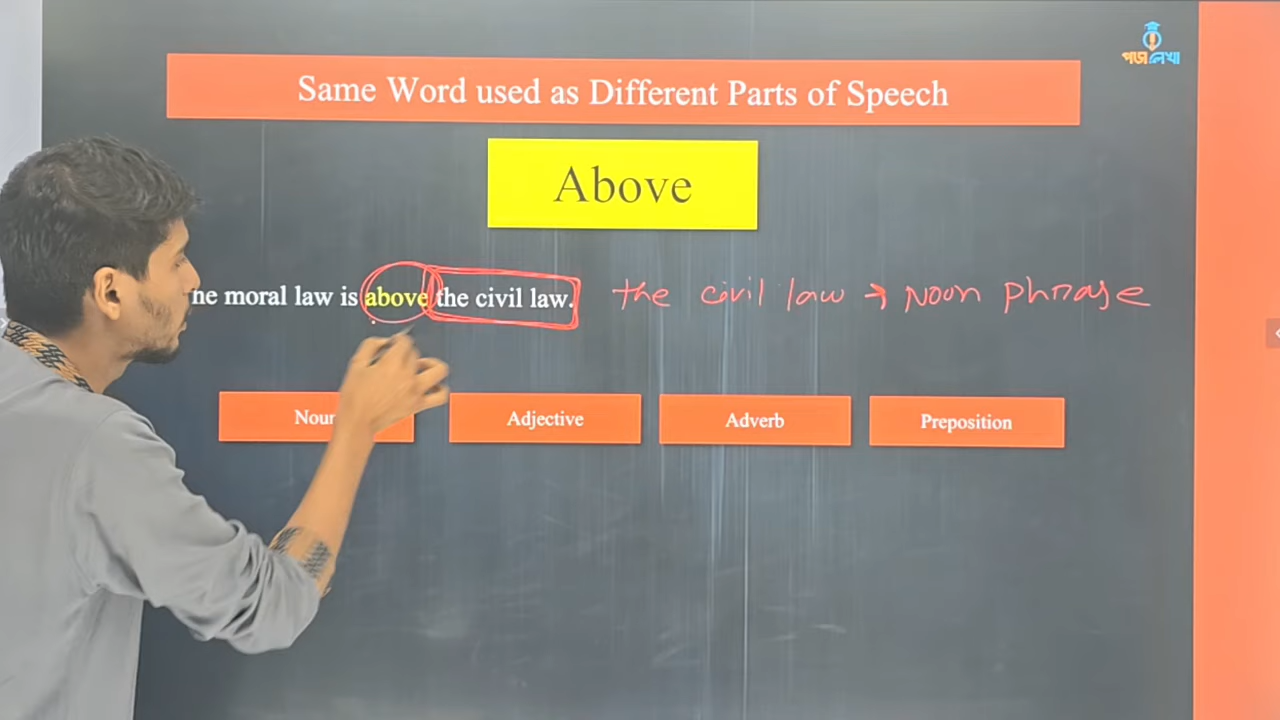 পড়ালেখা
Same Word used as Different Parts of Speech
Above
he moral law is above the civil law. the civil law → Noun phrase
Noun Adjective Adverb Preposition